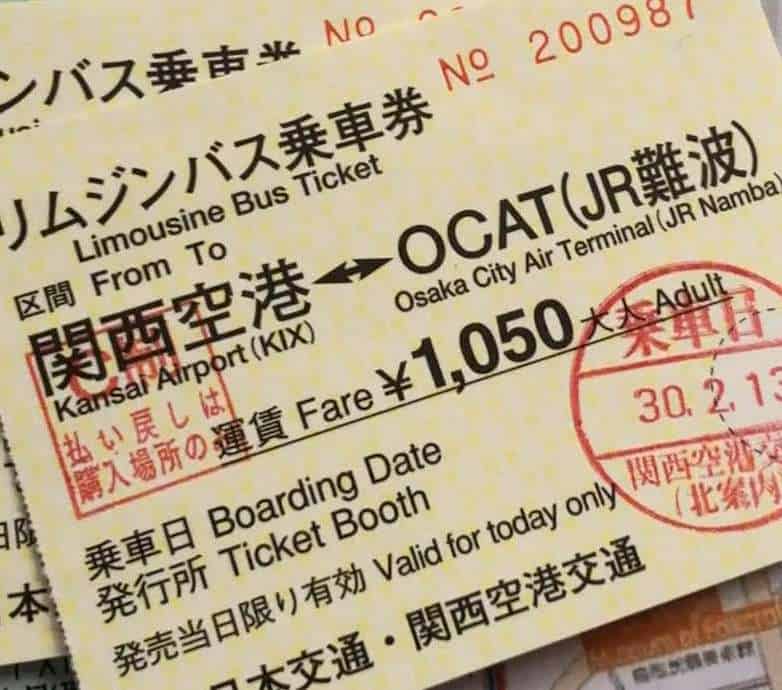 ンバス乗車券
№
№ 200987
リムジンバス乗車券
Limousine Bus Ticket
区間 From To
関西空港↔OCAT(JR難波)
Kansai Airport(KIX)
Osaka City Air Terminal(JR Namba)
運賃 Fare ¥1,050 大人 Adult
払い戻しは
購入場所の
乗車日
30.2.13
関西空港交
(北案内
乗車日 Boarding Date
発行所 Ticket Booth
発売当日限り有効 Valid for today only
日本交通・関西空港交通